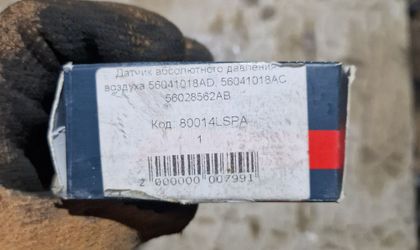 Датчик абсолютного давления
воздуха 56041018AD, 56041018AC
56028562AB
Код: 80014LSPA
1
2 000000 007991